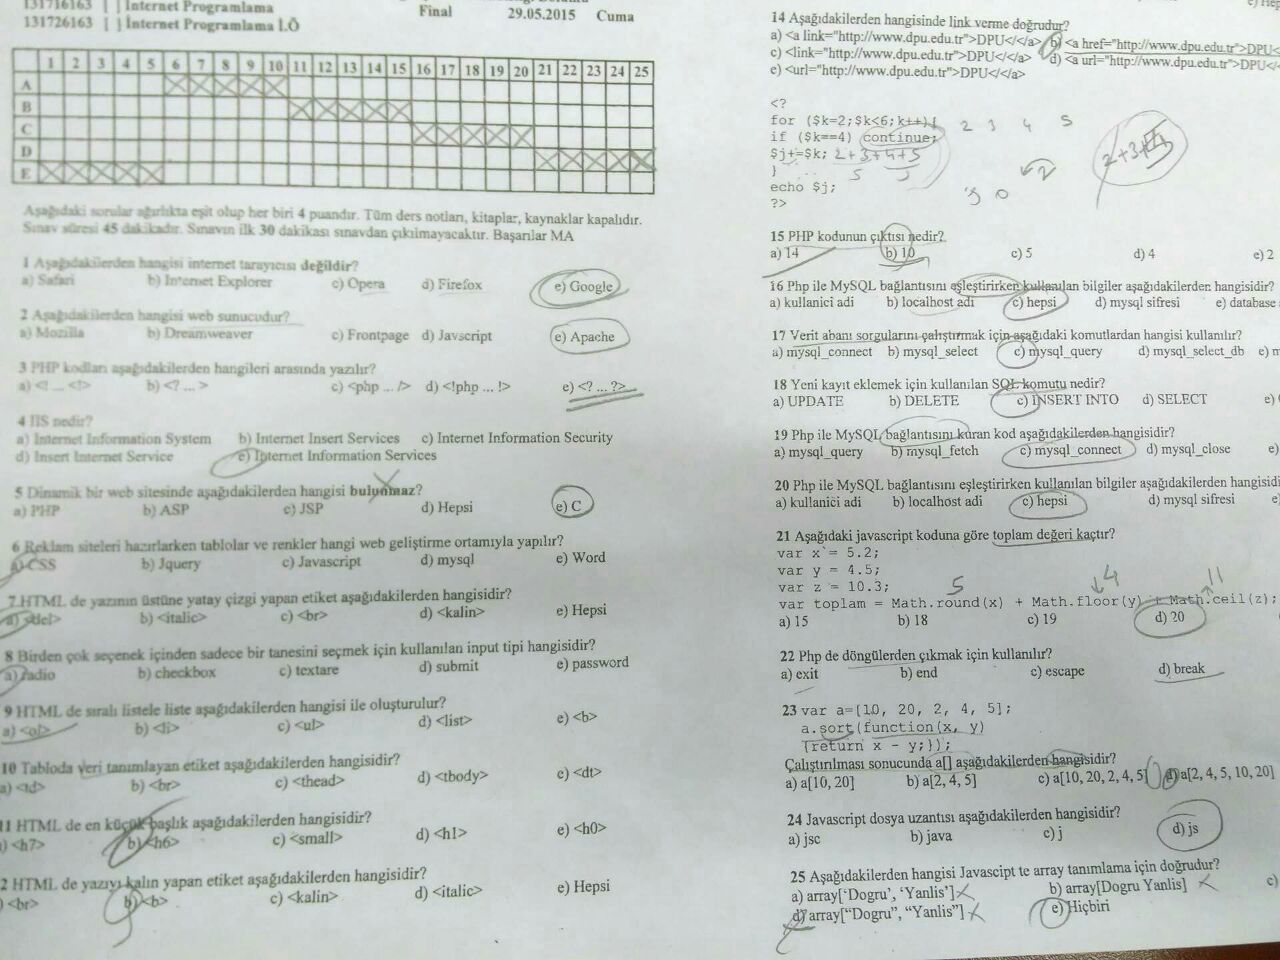 131716163 [ ] İnternet Programlama
131726163 [ ] İnternet Programlama İ.Ö
Final 29.05.2015 Cuma
1 2 3 4 5 6 7 8 9 10 11 12 13 14 15 16 17 18 19 20 21 22 23 24 25
A
B
C
D
E
Aşağıdaki sorular ağırlıkta eşit olup her biri 4 puandır. Tüm ders notları, kitaplar, kaynaklar kapalıdır.
Sınav süresi 45 dakikadır. Sınavın ilk 30 dakikası sınavdan çıkılmayacaktır. Başarılar MA
1 Aşağıdakilerden hangisi internet tarayıcısı değildir?
a) Safari b) Internet Explorer c) Opera d) Firefox e) Google
2 Aşağıdakilerden hangisi web sunucudur?
a) Mozilla b) Dreamweaver c) Frontpage d) Javscript e) Apache
3 PHP kodları aşağıdakilerden hangileri arasında yazılır?
a) <! ... <!> b) <? ... > c) <php ... /> d) <!php ... !> e) <? ... ?>
4 IIS nedir?
a) Internet Information System b) Internet Insert Services c) Internet Information Security
d) Insert Internet Service e) Internet Information Services
5 Dinamik bir web sitesinde aşağıdakilerden hangisi bulunmaz?
a) PHP b) ASP c) JSP d) Hepsi e) C
6 Reklam siteleri hazırlarken tablolar ve renkler hangi web geliştirme ortamıyla yapılır?
a) CSS b) Jquery c) Javascript d) mysql e) Word
7 HTML de yazının üstüne yatay çizgi yapan etiket aşağıdakilerden hangisidir?
a) <del> b) <italic> c) <br> d) <kalin> e) Hepsi
8 Birden çok seçenek içinden sadece bir tanesini seçmek için kullanılan input tipi hangisidir?
a) radio b) checkbox c) textare d) submit e) password
9 HTML de sıralı listele liste aşağıdakilerden hangisi ile oluşturulur?
a) <ol> b) <li> c) <ul> d) <list> e) <b>
10 Tabloda veri tanımlayan etiket aşağıdakilerden hangisidir?
a) <td> b) <br> c) <thead> d) <tbody> e) <dt>
11 HTML de en küçük başlık aşağıdakilerden hangisidir?
) <h7> b) <h6> c) <small> d) <h1> e) <h0>
2 HTML de yazıyı kalın yapan etiket aşağıdakilerden hangisidir?
) <br> b) <b> c) <kalin> d) <italic> e) Hepsi
14 Aşağıdakilerden hangisinde link verme doğrudur?
a) <a link="http://www.dpu.edu.tr">DPU</</a> b) <a href="http://www.dpu.edu.tr">DPU<
c) <link="http://www.dpu.edu.tr">DPU</</a> d) <a url="http://www.dpu.edu.tr">DPU</
e) <url="http://www.dpu.edu.tr">DPU</</a>
<?
for ($k=2;$k<6;k++){ 2 3 4 5
if ($k==4) continue;
$j+=$k; 2+3+4+5
}
echo $j;
?>
15 PHP kodunun çıktısı nedir?
a) 14 b) 10 c) 5 d) 4 e) 2
16 Php ile MySQL bağlantısını eşleştirirken kullanılan bilgiler aşağıdakilerden hangisidir?
a) kullanici adi b) localhost adi c) hepsi d) mysql sifresi e) database
17 Verit abanı sorgularını çalıştırmak için aşağıdaki komutlardan hangisi kullanılır?
a) mysql_connect b) mysql_select c) mysql_query d) mysql_select_db e) m
18 Yeni kayıt eklemek için kullanılan SQL komutu nedir?
a) UPDATE b) DELETE c) INSERT INTO d) SELECT e)
19 Php ile MySQL bağlantısını kuran kod aşağıdakilerden hangisidir?
a) mysql_query b) mysql_fetch c) mysql_connect d) mysql_close e)
20 Php ile MySQL bağlantısını eşleştirirken kullanılan bilgiler aşağıdakilerden hangisidi
a) kullanici adi b) localhost adi c) hepsi d) mysql sifresi e
21 Aşağıdaki javascript koduna göre toplam değeri kaçtır?
var x = 5.2;
var y = 4.5;
var z = 10.3;
5 4 11
var toplam = Math.round(x) + Math.floor(y) + Math.ceil(z);
a) 15 b) 18 c) 19 d) 20
22 Php de döngülerden çıkmak için kullanılır?
a) exit b) end c) escape d) break
23 var a=[10, 20, 2, 4, 5];
a.sort(function(x, y)
{return x - y;});
Çalıştırılması sonucunda a[] aşağıdakilerden hangisidir?
a) a[10, 20] b) a[2, 4, 5] c) a[10, 20, 2, 4, 5] d) a[2, 4, 5, 10, 20]
24 Javascript dosya uzantısı aşağıdakilerden hangisidir?
a) jsc b) java c) j d) js
25 Aşağıdakilerden hangisi Javascipt te array tanımlama için doğrudur?
a) array[‘Dogru’, ‘Yanlis’] b) array[Dogru Yanlis] c)
d) array[“Dogru”, “Yanlis”] e) Hiçbiri